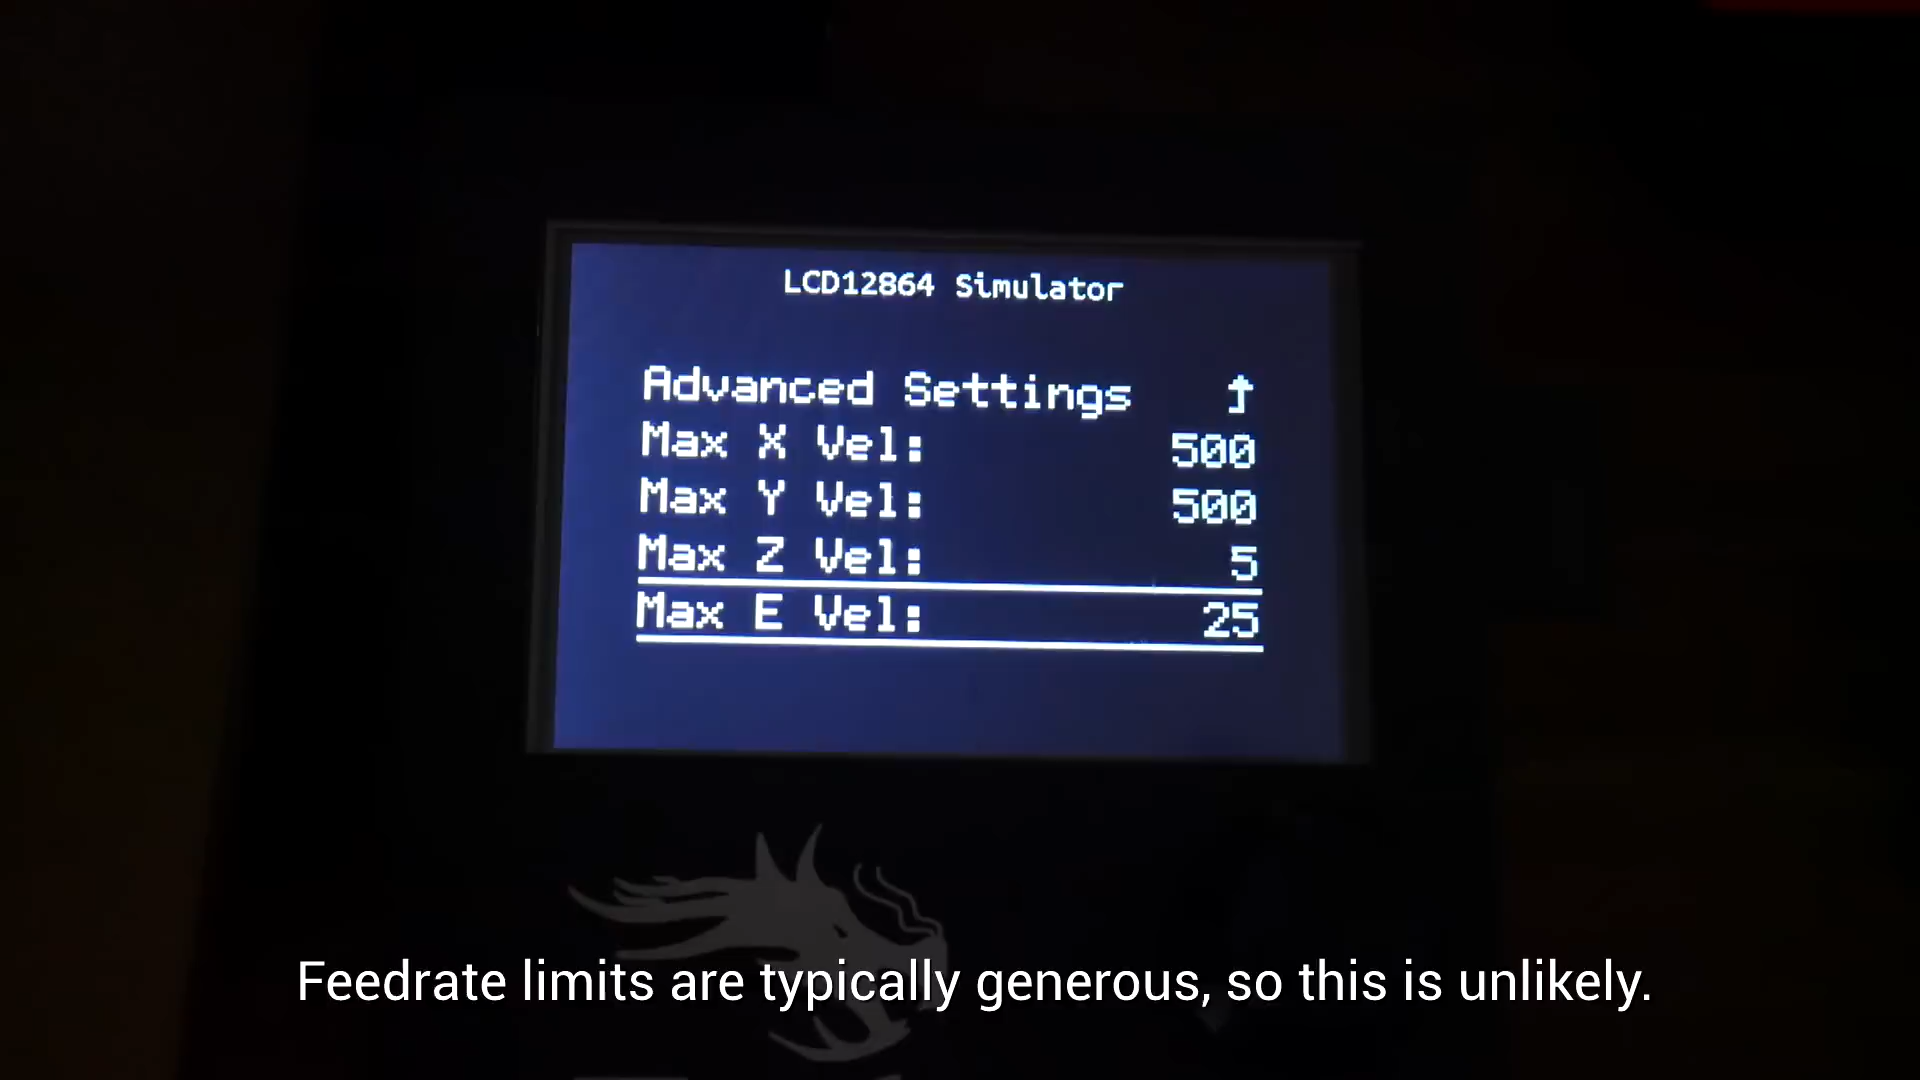 LCD12864 Simulator
Advanced Settings
Max X Vel: 500
Max Y Vel: 500
Max Z Vel: 5
Max E Vel: 25
Feedrate limits are typically generous, so this is unlikely.